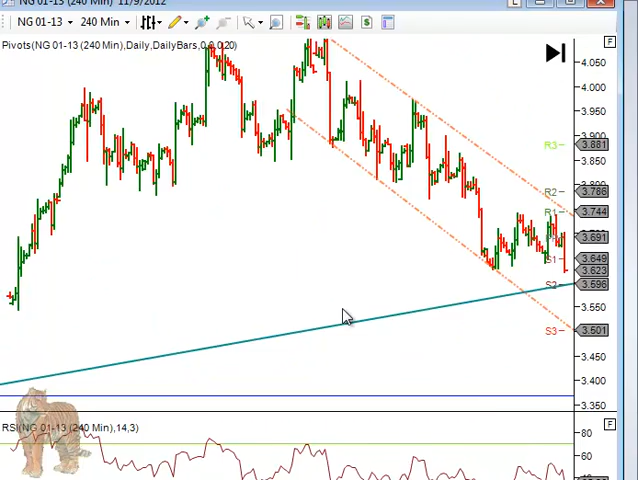 NG 01-13 (240 Min) 11/9/2012
NG 01-13 240 Min
Pivots(NG 01-13 (240 Min),Daily,DailyBars,0,0,0,20)
F
4.050
4.000
3.950
3.900
R3 3.881
3.850
3.800
R2 3.786
R1 3.744
3.691
S1 3.649
3.623
S2 3.596
3.550
S3 3.501
3.450
3.400
3.350
RSI(NG 01-13 (240 Min),14,3)
F
80
60